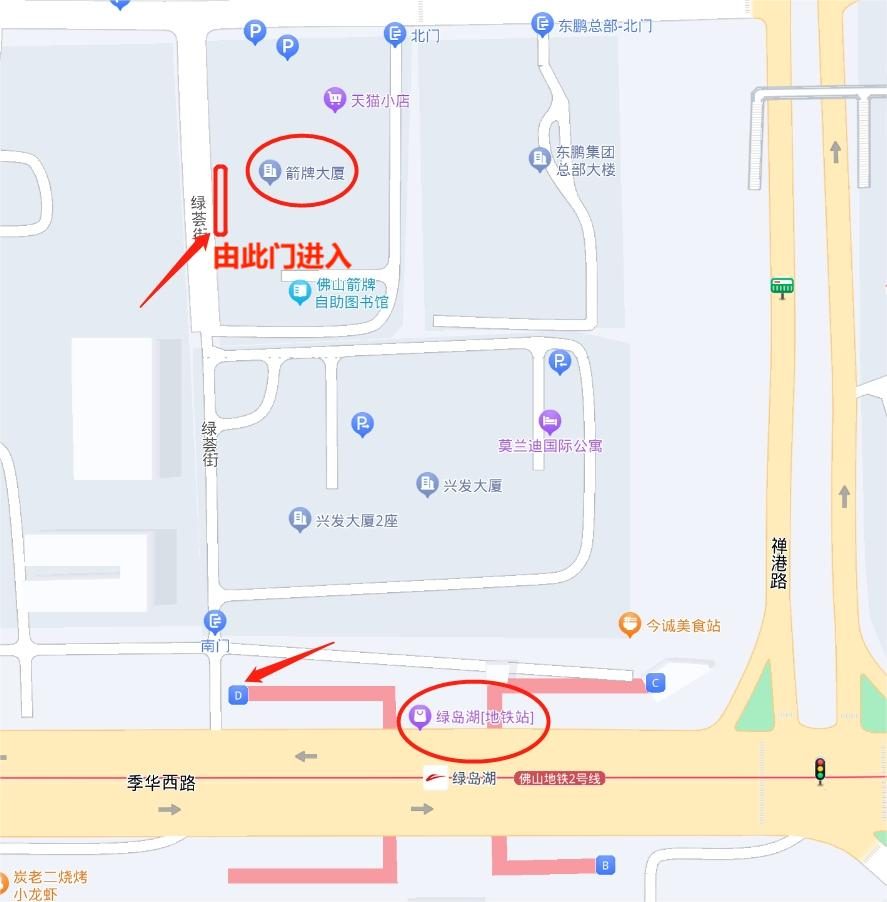 P
P
北门
东鹏总部-北门
天猫小店
东鹏集团
总部大楼
箭牌大厦
绿荟街
由此门进入
佛山箭牌
自助图书馆
P
P
绿荟街
莫兰迪国际公寓
兴发大厦
兴发大厦2座
禅港路
南门
今诚美食站
D
C
绿岛湖[地铁站]
季华西路
绿岛湖
佛山地铁2号线
B
炭老二烧烤
小龙虾